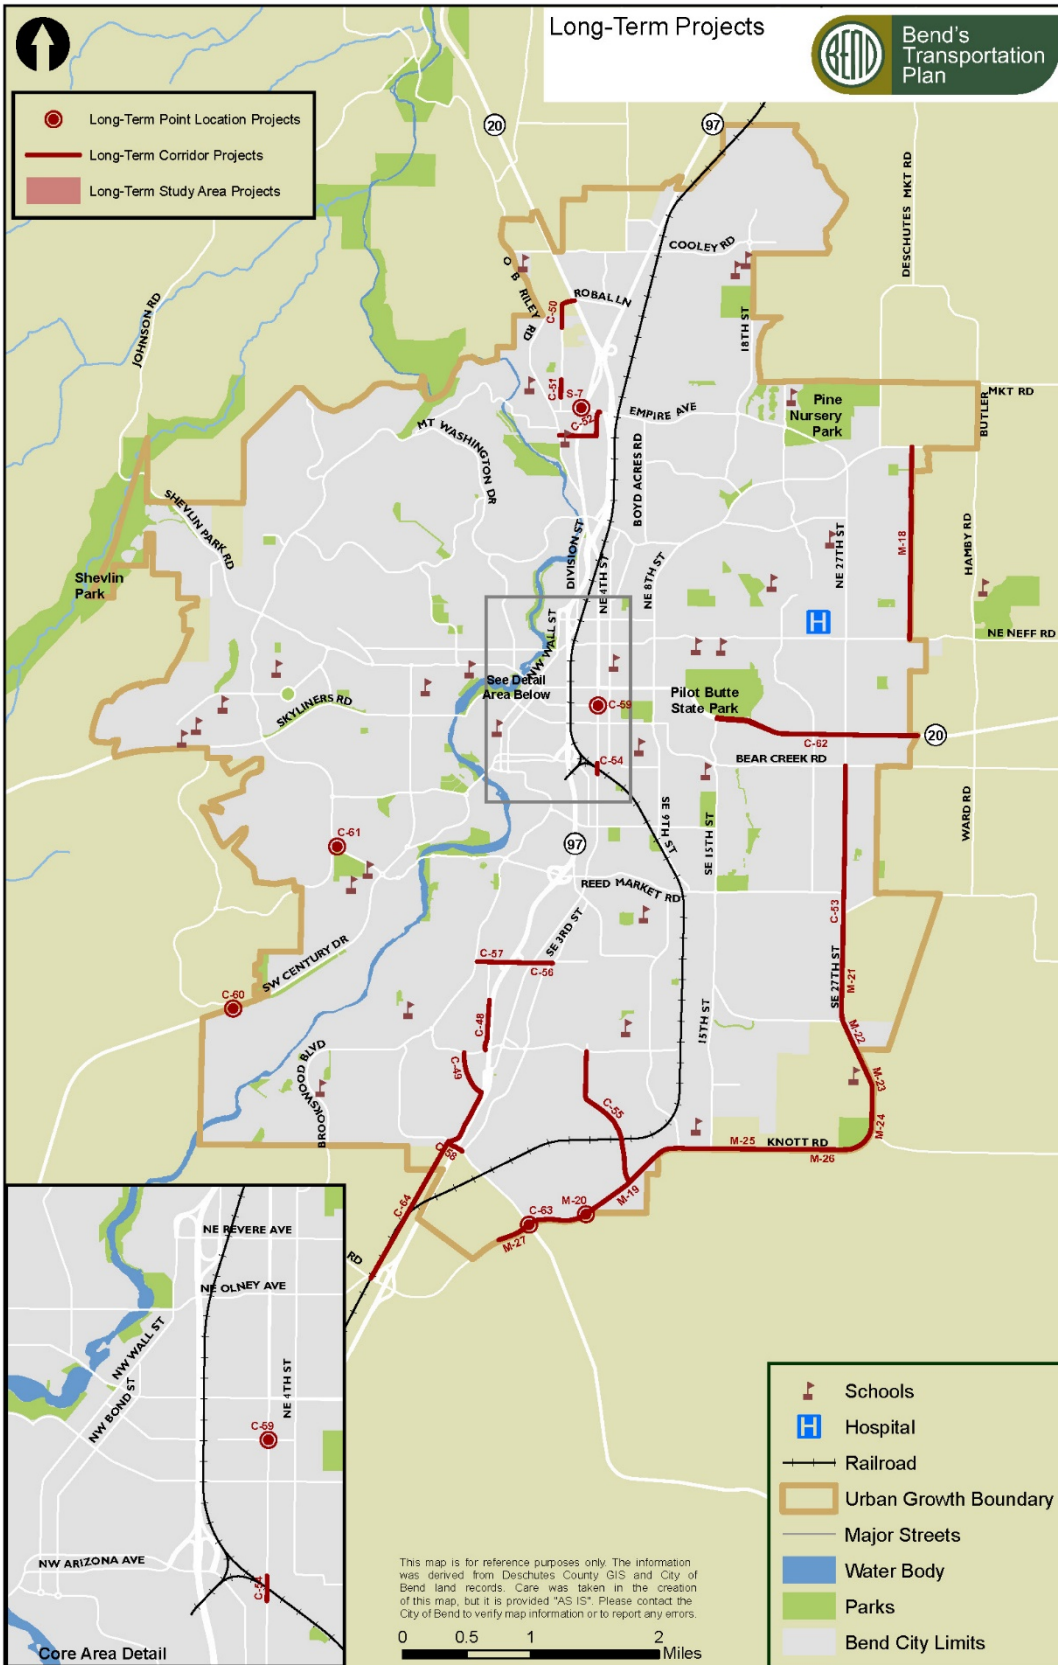 Long-Term Projects
BEND
Bend's
Transportation
Plan
Long-Term Point Location Projects
Long-Term Corridor Projects
Long-Term Study Area Projects
20
97
DESCHUTES MKT RD
COOLEY RD
O B RILEY RD
ROBAL LN
C-50
JOHNSON RD
18TH ST
C-51
S-7
C-52
EMPIRE AVE
Pine
Nursery
Park
BUTLER
MKT RD
MT WASHINGTON DR
BOYD ACRES RD
SHEVLIN PARK RD
DIVISION ST
NE 4TH ST
NE 8TH ST
NE 27TH ST
M-18
HAMBY RD
Shevlin
Park
H
NE NEFF RD
NW WALL ST
See Detail
Area Below
Pilot Butte
State Park
C-59
SKYLINERS RD
20
C-62
BEAR CREEK RD
C-54
WARD RD
SE 9TH ST
SE 15TH ST
97
C-61
REED MARKET RD
C-53
SE 3RD ST
SW CENTURY DR
C-57
C-56
SE 27TH ST
M-21
C-60
C-48
15TH ST
M-22
BROOKSWOOD BLVD
C-49
M-23
C-55
M-24
M-25
KNOTT RD
M-26
C-58
C-64
M-19
M-20
C-63
M-27
RD
NE REVERE AVE
NE OLNEY AVE
NW WALL ST
NW BOND ST
NE 4TH ST
C-59
NW ARIZONA AVE
C-54
Core Area Detail
This map is for reference purposes only. The information
was derived from Deschutes County GIS and City of
Bend land records. Care was taken in the creation
of this map, but it is provided "AS IS". Please contact the
City of Bend to verify map information or to report any errors.
0 0.5 1 2
Miles
Schools
H Hospital
Railroad
Urban Growth Boundary
Major Streets
Water Body
Parks
Bend City Limits